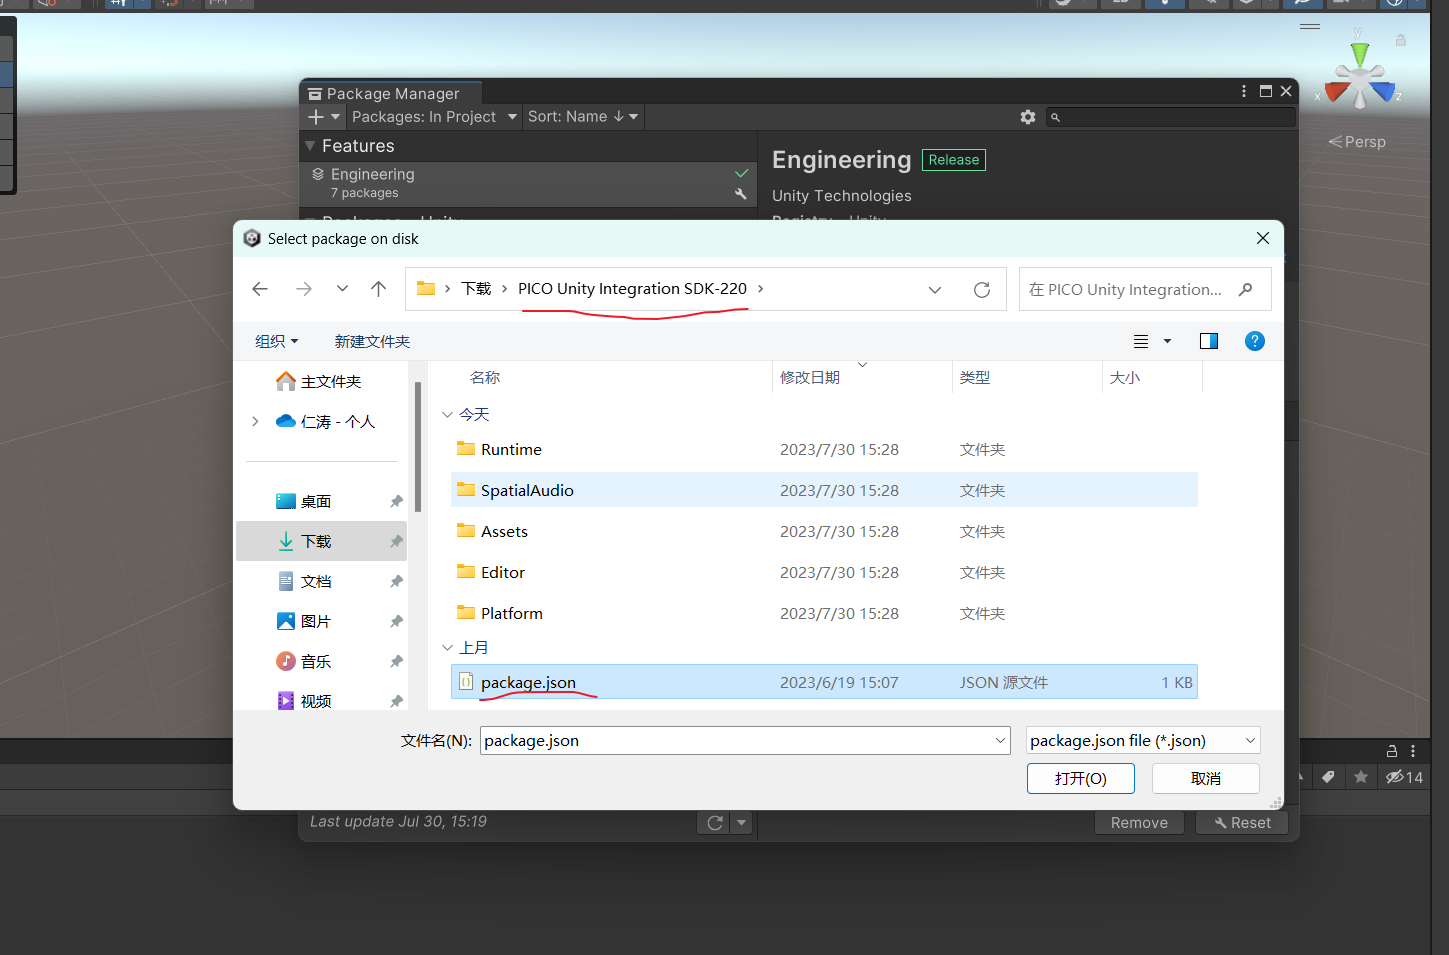 y
x
z
Persp
Package Manager
Packages: In Project
Sort: Name ↓
Features
Engineering
7 packages
Engineering Release
Unity Technologies
Select package on disk
下载 › PICO Unity Integration SDK-220 ›
在 PICO Unity Integration...
组织
新建文件夹
主文件夹
仁涛 - 个人
桌面
下载
文档
图片
音乐
视频
名称 修改日期 类型 大小
今天
Runtime 2023/7/30 15:28 文件夹
SpatialAudio 2023/7/30 15:28 文件夹
Assets 2023/7/30 15:28 文件夹
Editor 2023/7/30 15:28 文件夹
Platform 2023/7/30 15:28 文件夹
上月
package.json 2023/6/19 15:07 JSON 源文件 1 KB
文件名(N): package.json
package.json file (*.json)
打开(O)
取消
14
Last update Jul 30, 15:19
Remove
Reset